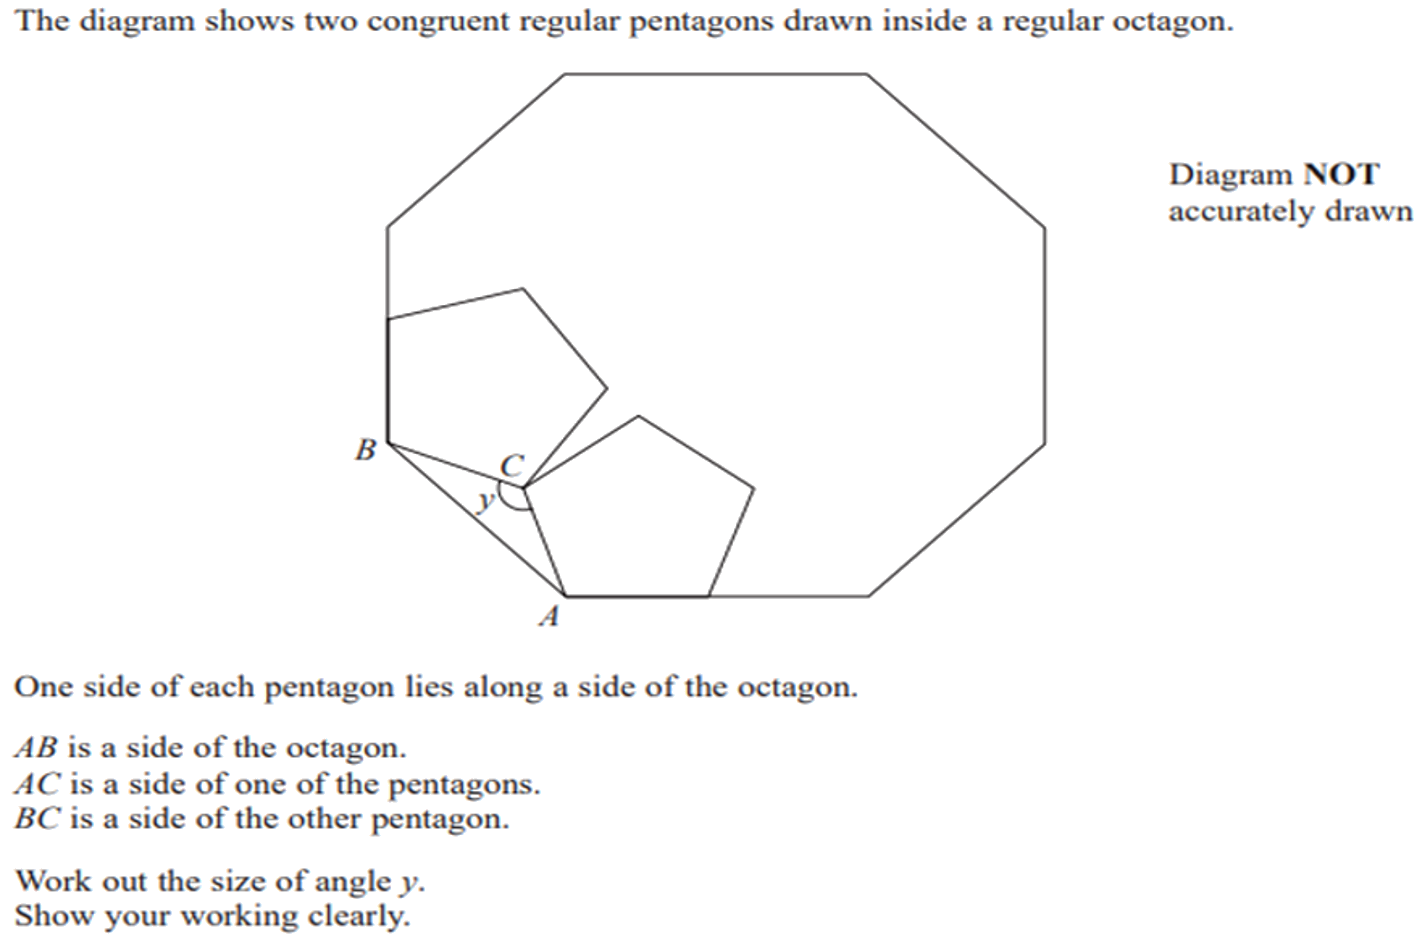 The diagram shows two congruent regular pentagons drawn inside a regular octagon.
Diagram NOT
accurately drawn
B
C
y
A
One side of each pentagon lies along a side of the octagon.
AB is a side of the octagon.
AC is a side of one of the pentagons.
BC is a side of the other pentagon.
Work out the size of angle y.
Show your working clearly.